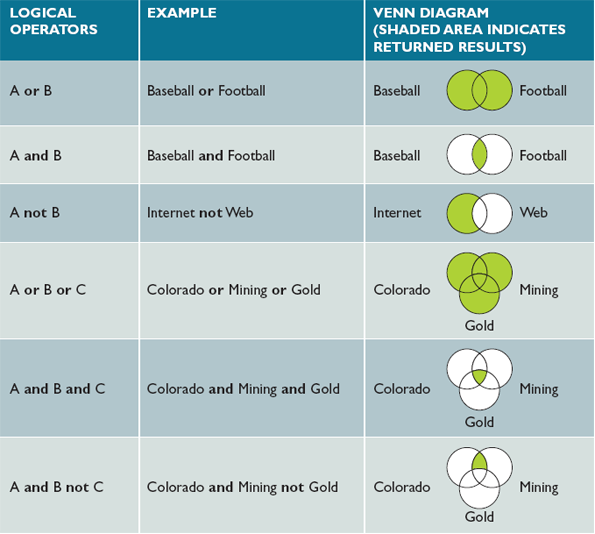 LOGICAL OPERATORS
EXAMPLE
VENN DIAGRAM
(SHADED AREA INDICATES
RETURNED RESULTS)
A or B
Baseball or Football
Baseball
Football
A and B
Baseball and Football
Baseball
Football
A not B
Internet not Web
Internet
Web
A or B or C
Colorado or Mining or Gold
Colorado
Mining
Gold
A and B and C
Colorado and Mining and Gold
Colorado
Mining
Gold
A and B not C
Colorado and Mining not Gold
Colorado
Mining
Gold